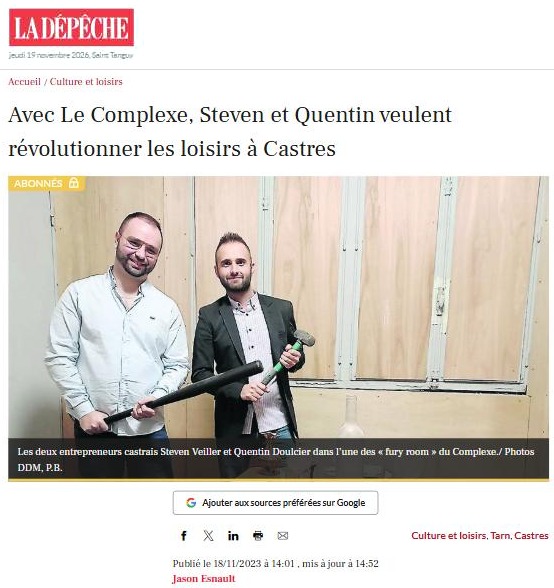 LA DÉPÊCHE
jeudi 19 novembre 2026, Saint Tanguy
Accueil / Culture et loisirs
Avec Le Complexe, Steven et Quentin veulent
révolutionner les loisirs à Castres
ABONNÉS
Les deux entrepreneurs castrais Steven Veiller et Quentin Doulcier dans l'une des « fury room » du Complexe./ Photos
DDM, P.B.
G Ajouter aux sources préférées sur Google
Culture et loisirs, Tarn, Castres
Publié le 18/11/2023 à 14:01 , mis à jour à 14:52
Jason Esnault